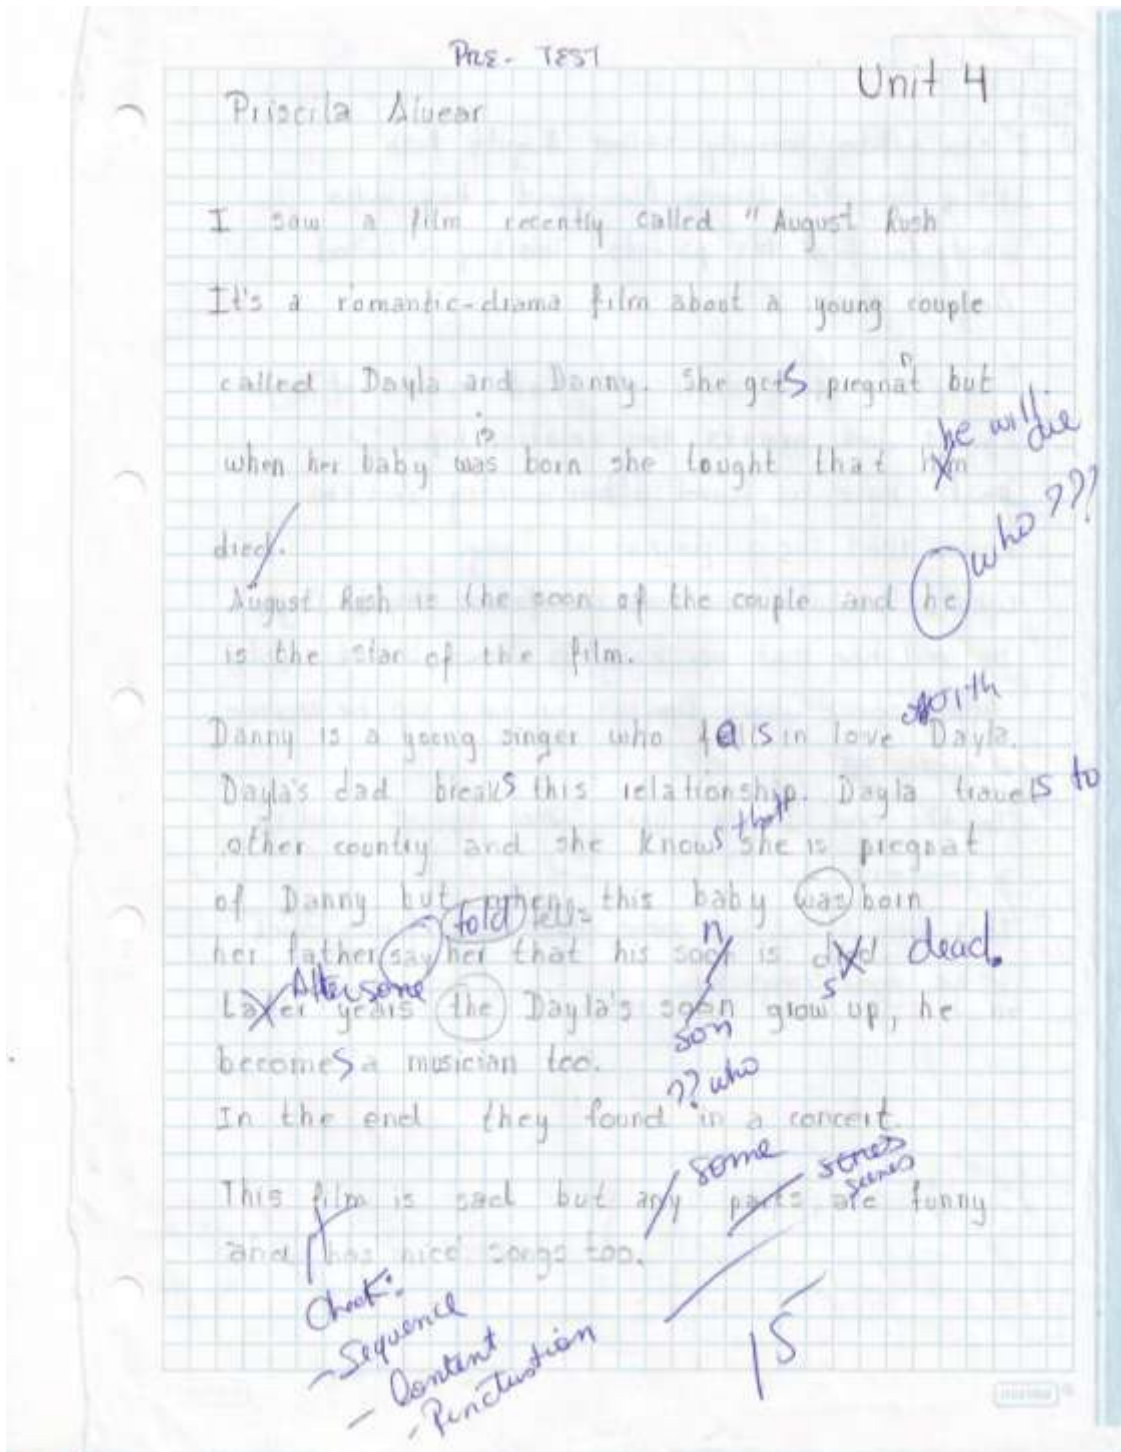 PRE- TEST
Unit 4
Priscila Alvear
I saw a film recently called "August Rush
It's a romantic-drama film about a young couple
called Dayla and Danny. She gets pregnat but
n
is
he will
die
when her baby was born she tought that him
died.
who ???
August Rush is the soon of the couple and he
is the star of the film.
with
Danny is a young singer who falls in love Dayla.
Dayla's dad breaks this relationship. Dayla travels to
that
other country and she knows she is pregnat
of Danny but when this baby was born
told tells
n
her father say her that his soon is died dead.
After some
Later years the Dayla's soon grows up, he
son
becomes a musician too.
?? who
In the end they found in a concert.
some
scenes
This film is sad but any parts are funny
and has nice songs too.
Check:
- Sequence
- Content
- Punctuation
15
norma